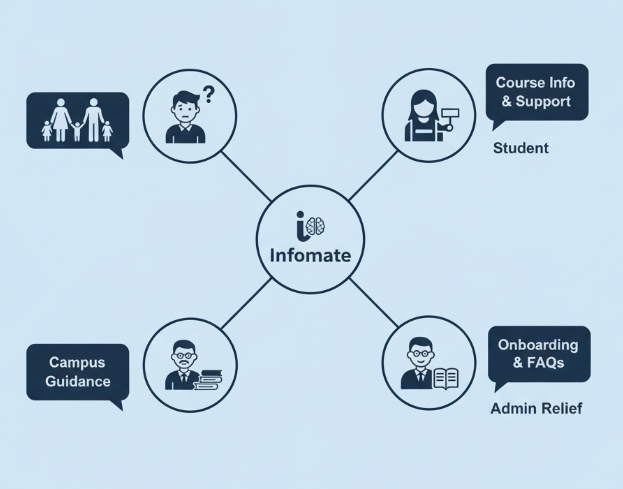 ?
Course Info
& Support
Student
i
Infomate
Campus
Guidance
Onboarding
& FAQs
Admin Relief